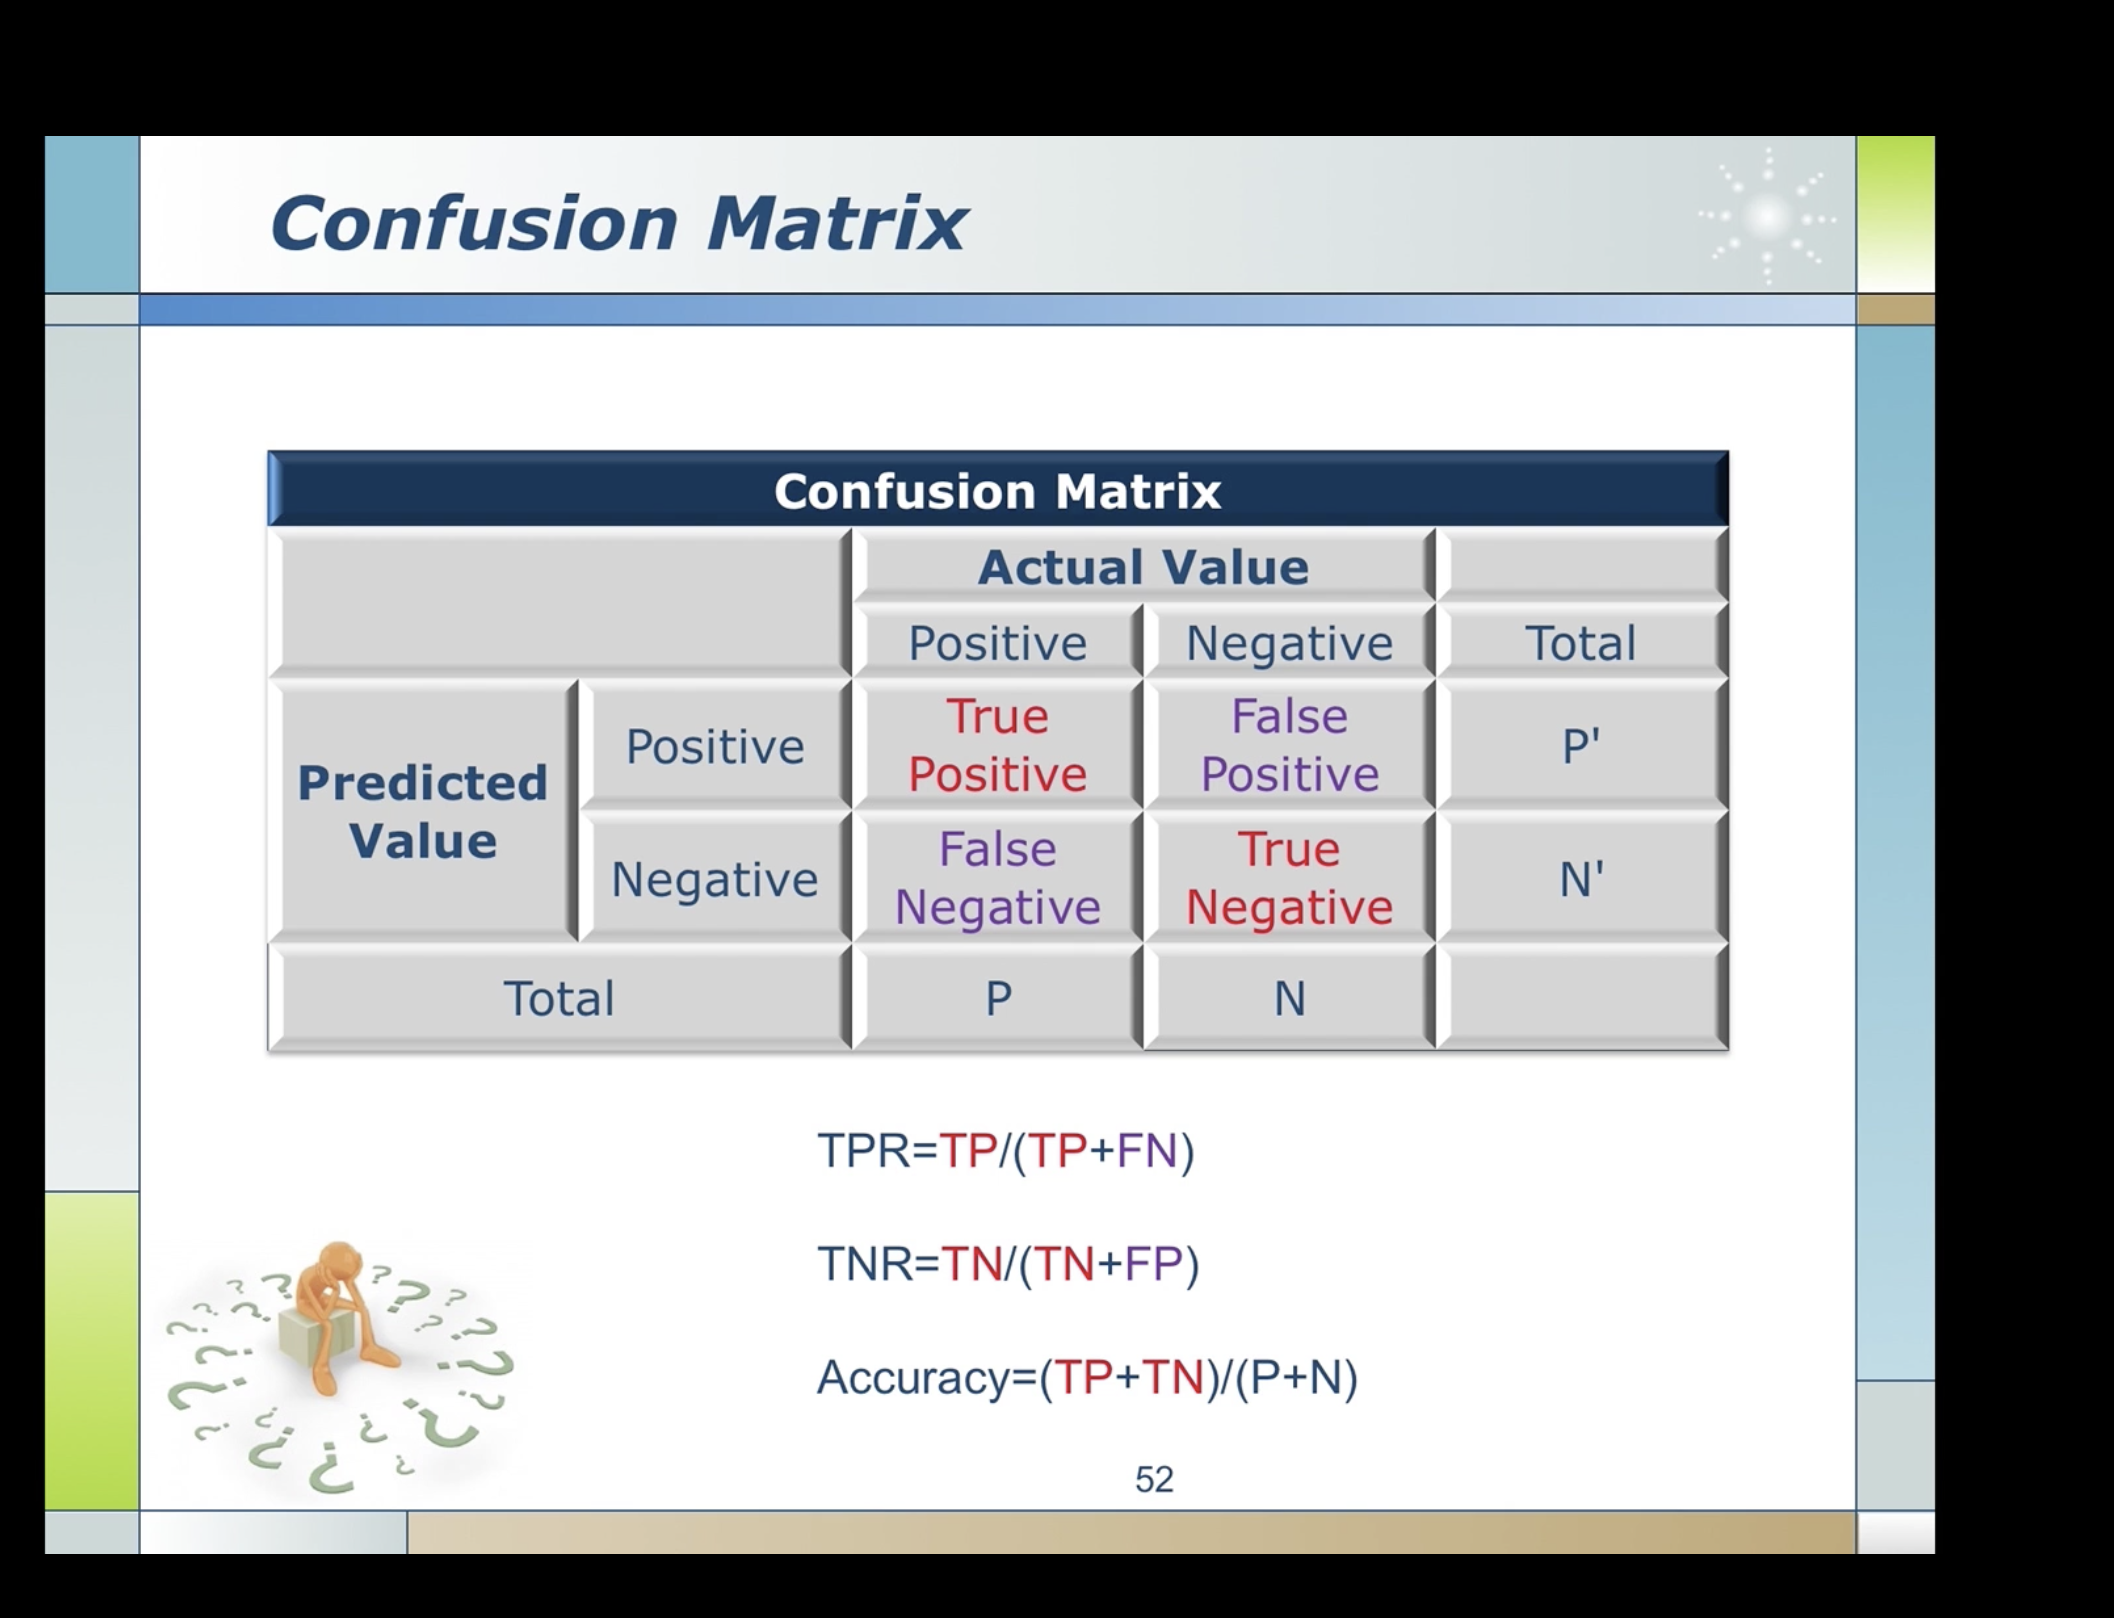 Confusion Matrix
Confusion Matrix
Actual Value
Positive Negative Total
Predicted Value
Positive
True Positive
False Positive
P'
Negative
False Negative
True Negative
N'
Total P N
TPR=TP/(TP+FN)
TNR=TN/(TN+FP)
Accuracy=(TP+TN)/(P+N)
52